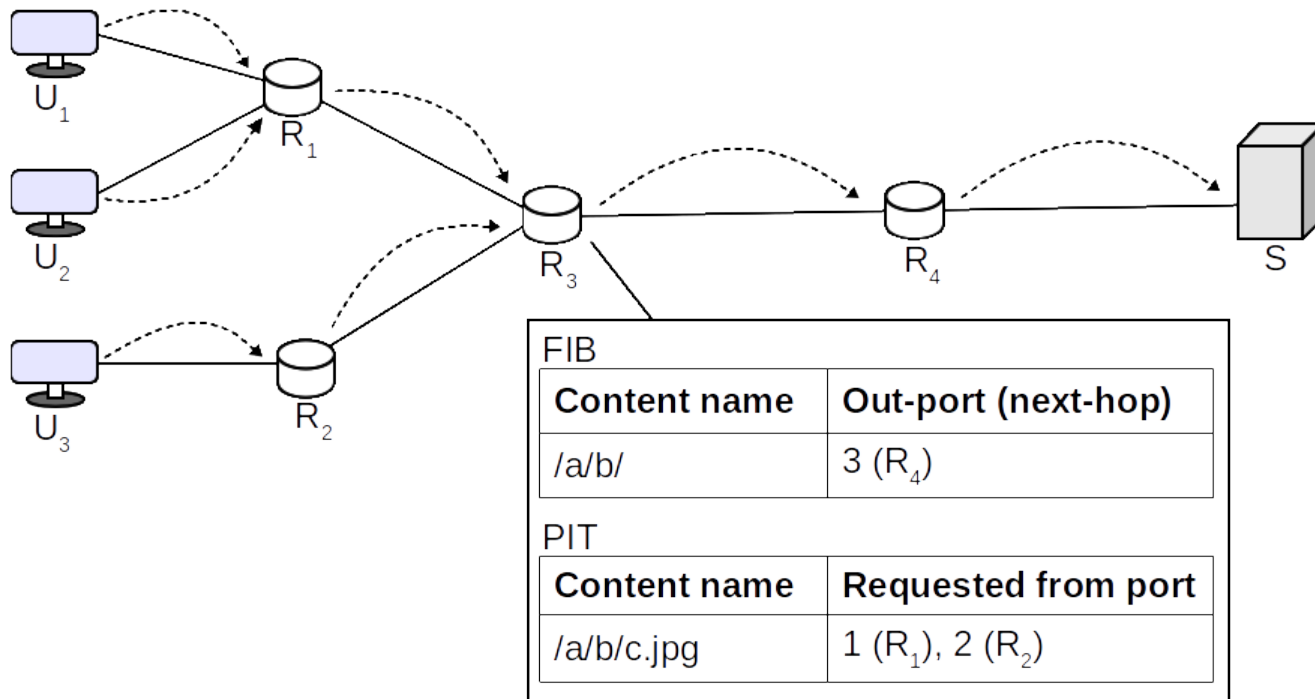 U₁
R₁
U₂
R₃
R₄
S
U₃
R₂
FIB
Content name Out-port (next-hop)
/a/b/ 3 (R₄)
PIT
Content name Requested from port
/a/b/c.jpg 1 (R₁), 2 (R₂)